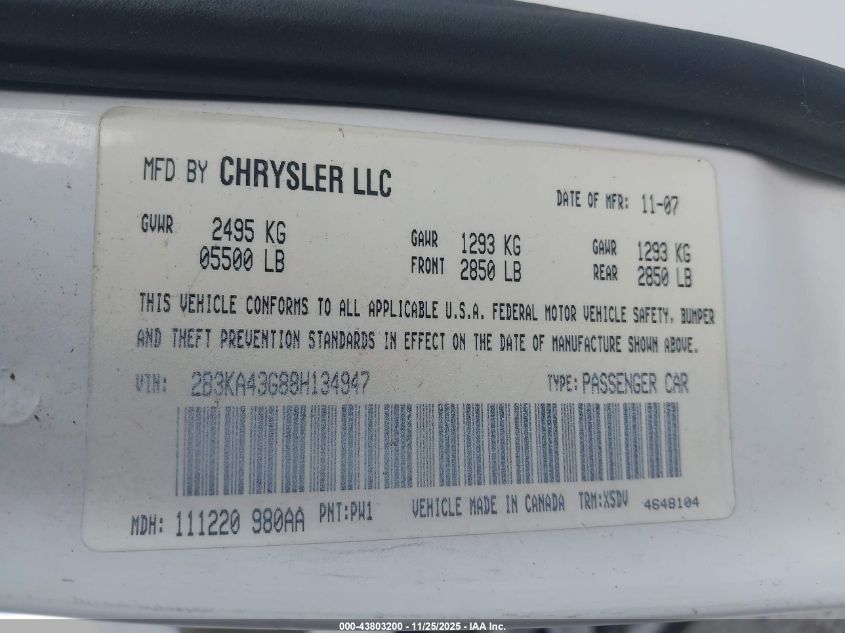 MFD BY CHRYSLER LLC
DATE OF MFR: 11-07
GVWR 2495 KG
05500 LB
GAWR 1293 KG
FRONT 2850 LB
GAWR 1293 KG
REAR 2850 LB
THIS VEHICLE CONFORMS TO ALL APPLICABLE U.S.A. FEDERAL MOTOR VEHICLE SAFETY, BUMPER
AND THEFT PREVENTION STANDARDS IN EFFECT ON THE DATE OF MANUFACTURE SHOWN ABOVE.
VIN: 2B3KA43G88H134947 TYPE: PASSENGER CAR
MDH: 111220 980AA PNT:PW1 VEHICLE MADE IN CANADA TRM:X5DV 4648104
000-43803200 - 11/25/2025 - IAA Inc.